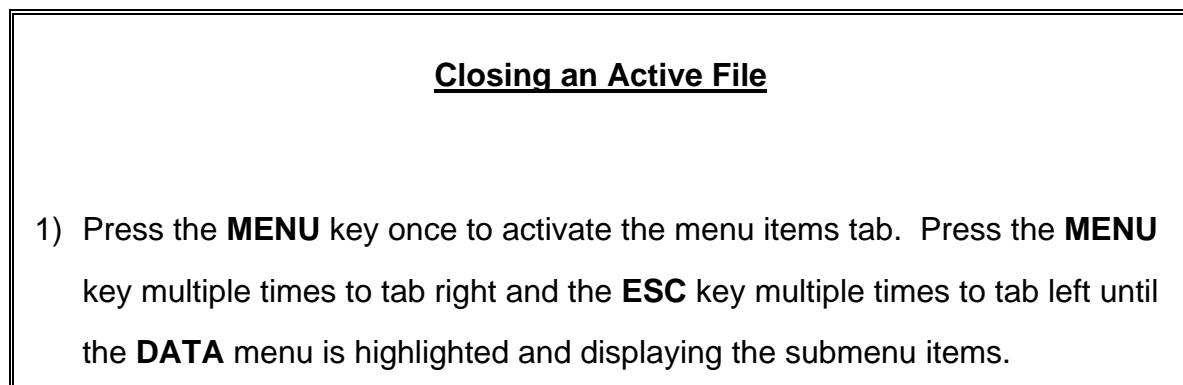 Closing an Active File
1) Press the MENU key once to activate the menu items tab.  Press the MENU
key multiple times to tab right and the ESC key multiple times to tab left until
the DATA menu is highlighted and displaying the submenu items.